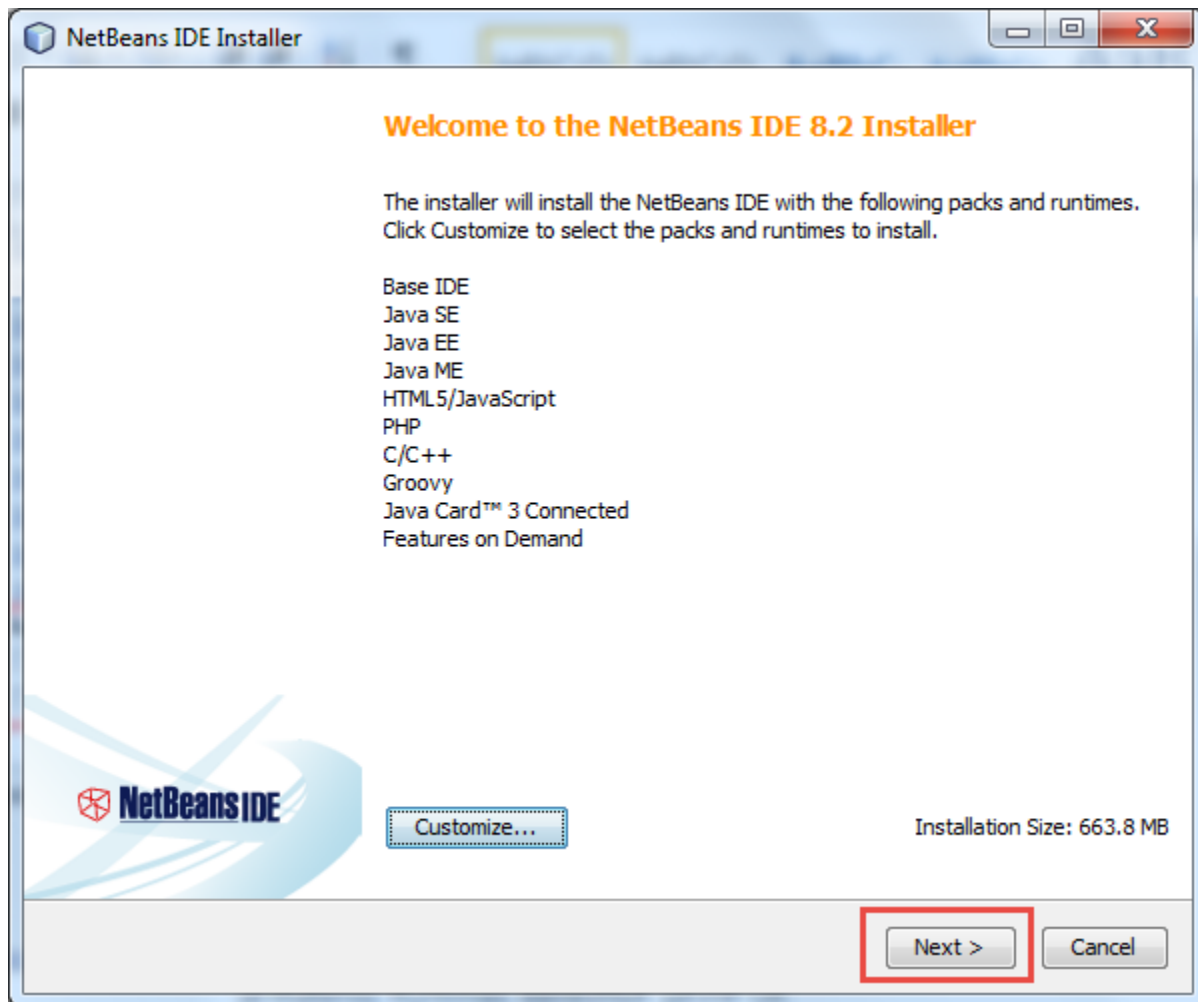 NetBeans IDE Installer
Welcome to the NetBeans IDE 8.2 Installer
The installer will install the NetBeans IDE with the following packs and runtimes.
Click Customize to select the packs and runtimes to install.
Base IDE
Java SE
Java EE
Java ME
HTML5/JavaScript
PHP
C/C++
Groovy
Java Card™ 3 Connected
Features on Demand
NetBeans IDE
Customize...
Installation Size: 663.8 MB
Next >
Cancel